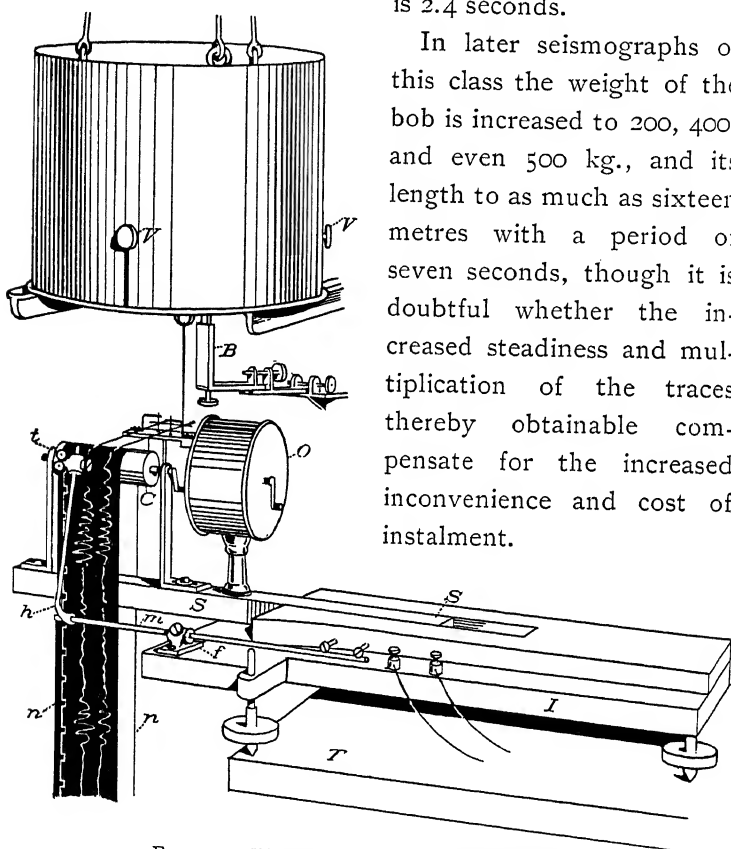 is 2.4 seconds.
In later seismographs o
this class the weight of the
bob is increased to 200, 400
and even 500 kg., and its
length to as much as sixteen
metres with a period of
seven seconds, though it is
doubtful whether the in-
creased steadiness and mul-
tiplication of the traces
thereby obtainable com-
pensate for the increased
inconvenience and cost of
instalment.
V
V
B
t
O
C
S
S
h
m
f
n
n
I
T